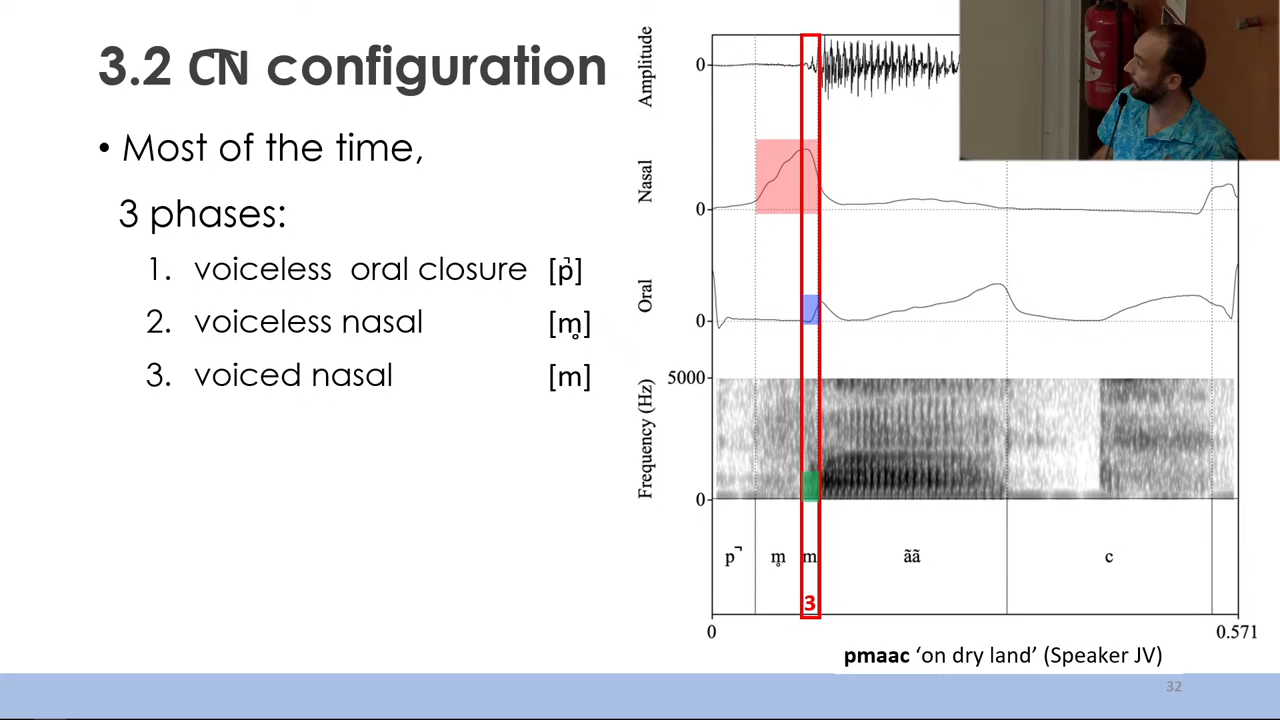 3.2 C͡N configuration
• Most of the time,
3 phases:
1. voiceless oral closure [p̚]
2. voiceless nasal [m̥]
3. voiced nasal [m]
Amplitude
0
Nasal
0
Oral
0
5000
Frequency (Hz)
0
p̚ m̥ m ãã c
3
0 0.571
pmaac ‘on dry land’ (Speaker JV)
32